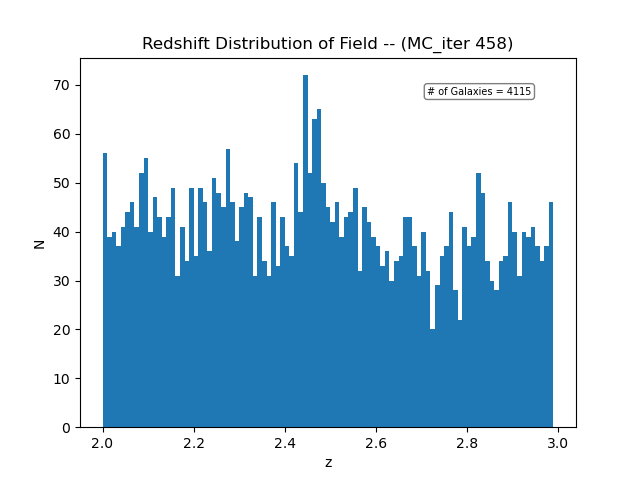 Redshift Distribution of Field -- (MC_iter 458)
# of Galaxies = 4115
70
60
50
40
30
20
10
0
N
2.0 2.2 2.4 2.6 2.8 3.0
z